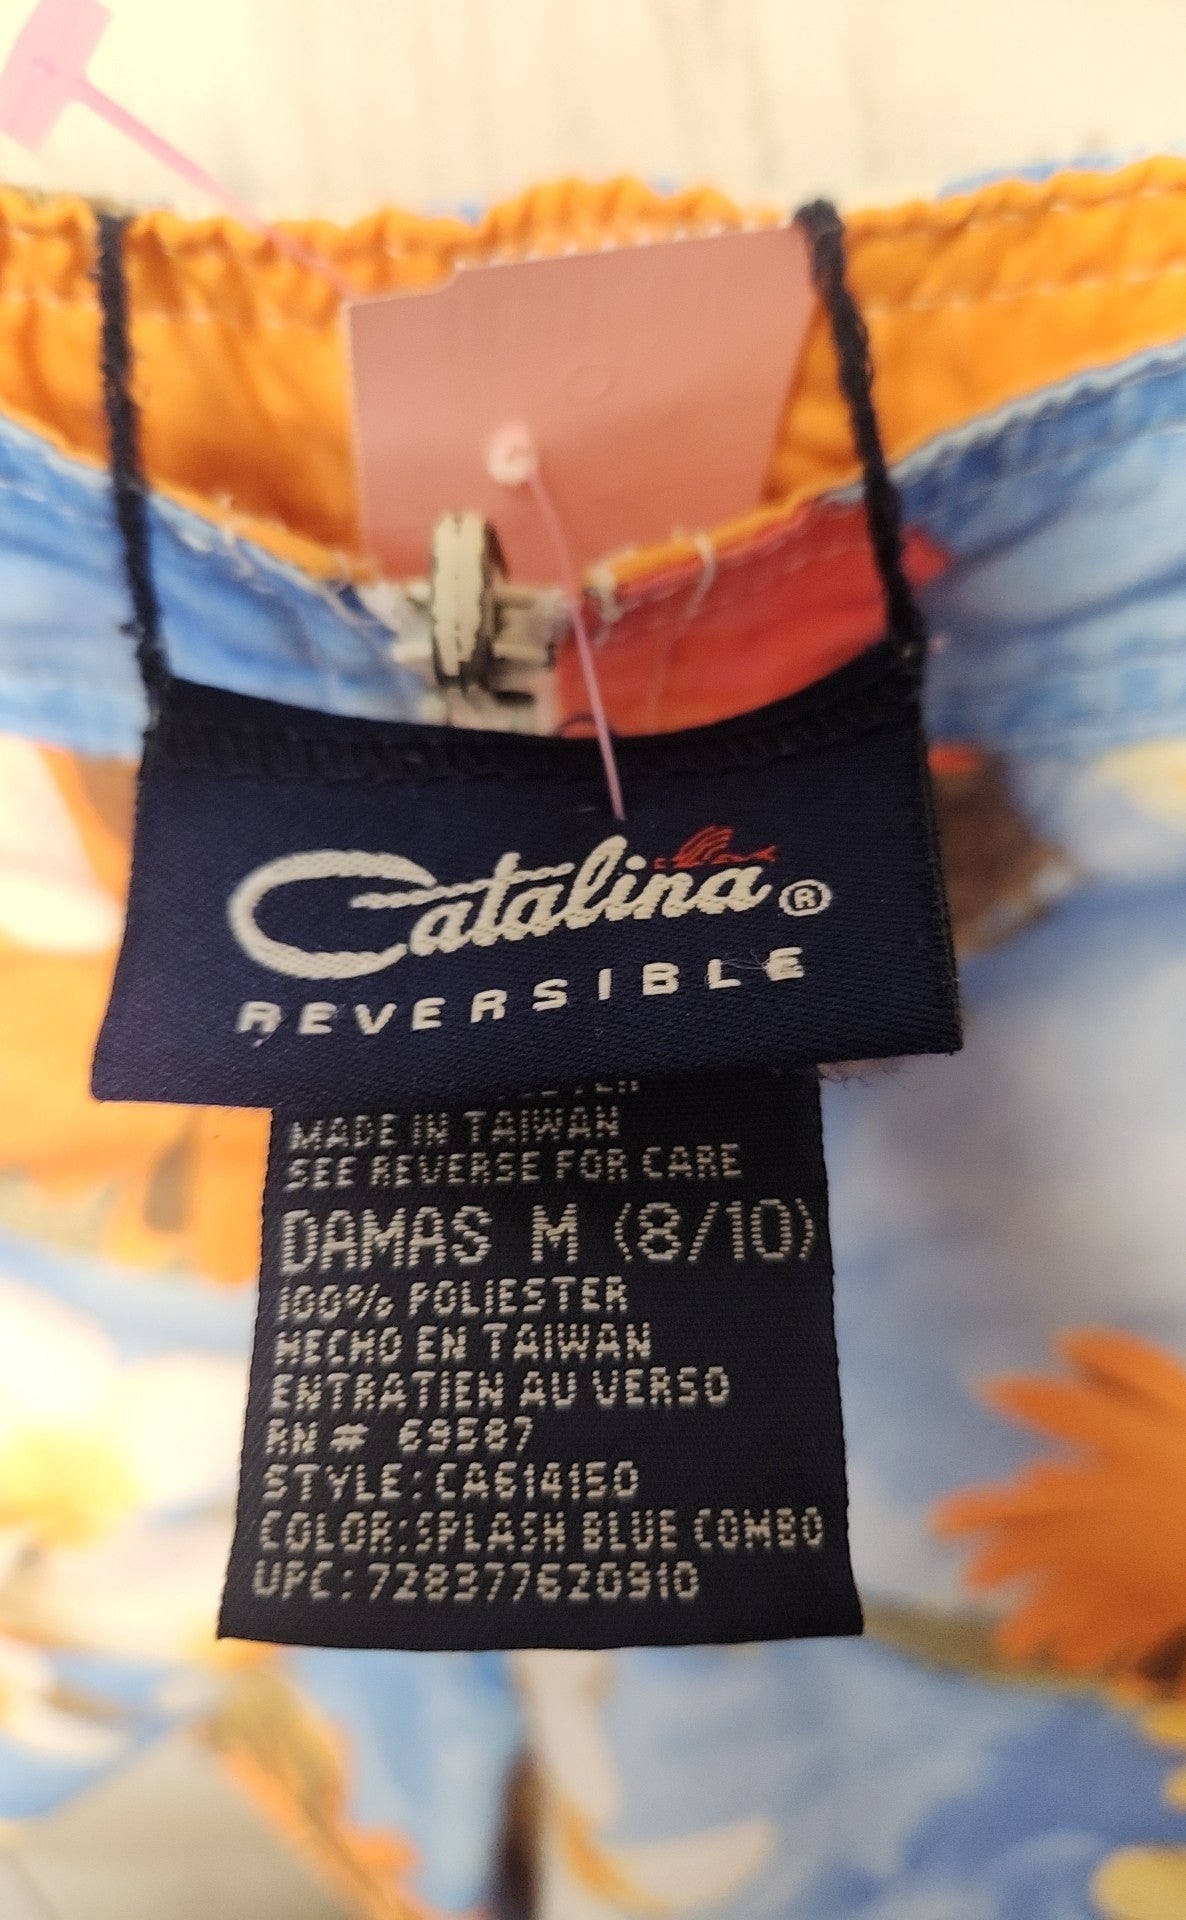 Catalina®
REVERSIBLE
MADE IN TAIWAN
SEE REVERSE FOR CARE
DAMAS M (8/10)
100% POLIESTER
HECHO EN TAIWAN
ENTRATIEN AU VERSO
RN # 69587
STYLE:CA614150
COLOR:SPLASH BLUE COMBO
UPC:728377620910